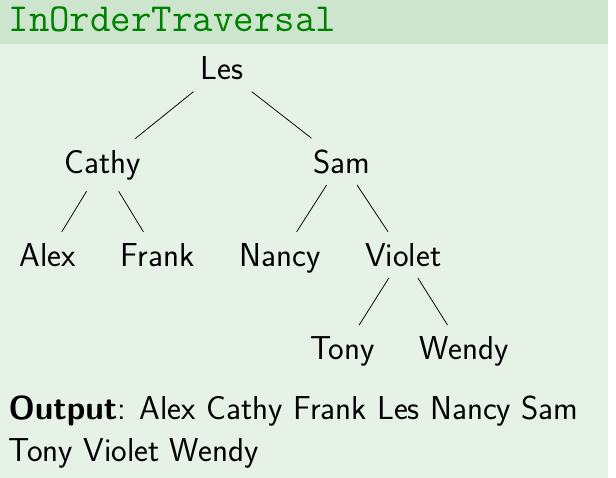 InOrderTraversal
Les
Cathy Sam
Alex Frank Nancy Violet
Tony Wendy
Output: Alex Cathy Frank Les Nancy Sam
Tony Violet Wendy